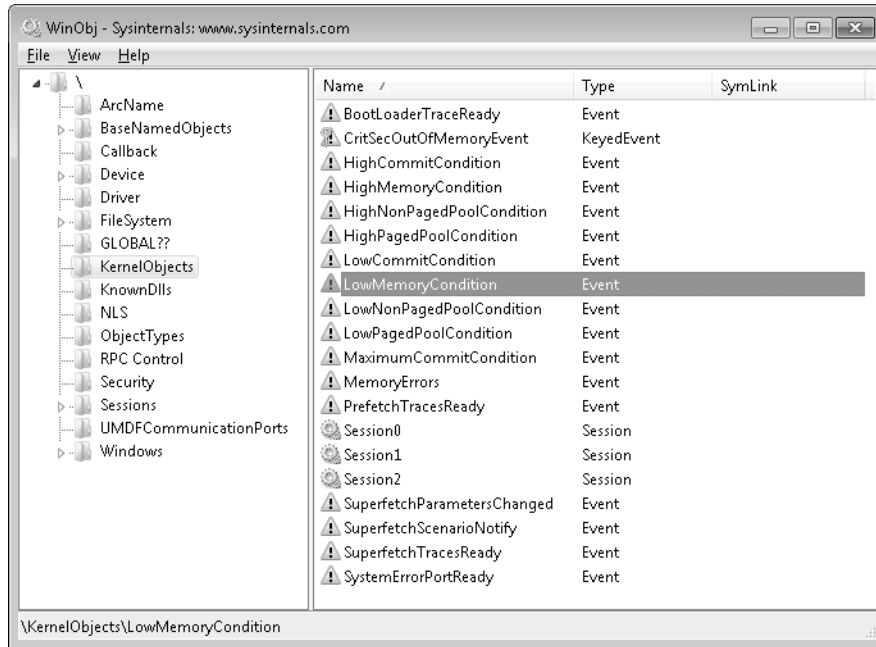 WinObj - Sysinternals: www.sysinternals.com
File View Help
\
ArcName
BaseNamedObjects
Callback
Device
Driver
FileSystem
GLOBAL??
KernelObjects
KnownDlls
NLS
ObjectTypes
RPC Control
Security
Sessions
UMDFCommunicationPorts
Windows
Name Type SymLink
BootLoaderTraceReady Event
CritSecOutOfMemoryEvent KeyedEvent
HighCommitCondition Event
HighMemoryCondition Event
HighNonPagedPoolCondition Event
HighPagedPoolCondition Event
LowCommitCondition Event
LowMemoryCondition Event
LowNonPagedPoolCondition Event
LowPagedPoolCondition Event
MaximumCommitCondition Event
MemoryErrors Event
PrefetchTracesReady Event
Session0 Session
Session1 Session
Session2 Session
SuperfetchParametersChanged Event
SuperfetchScenarioNotify Event
SuperfetchTracesReady Event
SystemErrorPortReady Event
\KernelObjects\LowMemoryCondition